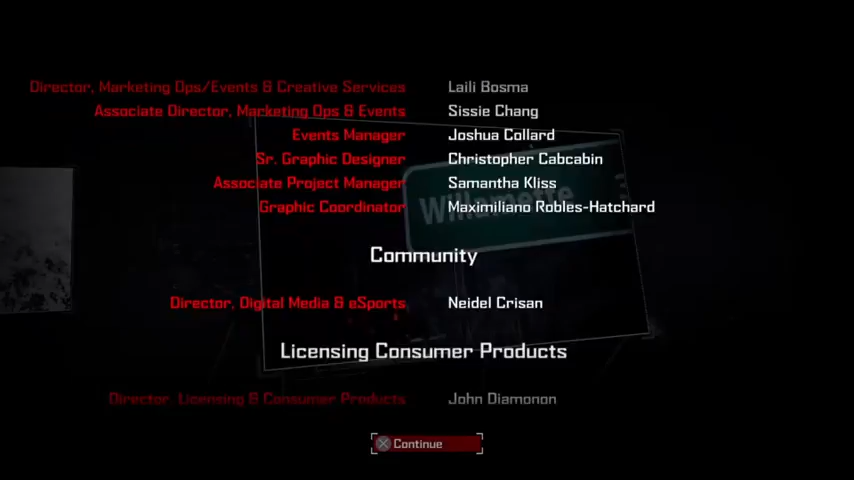 Director, Marketing Ops/Events & Creative Services Laili Bosma
Associate Director, Marketing Ops & Events Sissie Chang
Events Manager Joshua Collard
Sr. Graphic Designer Christopher Cabcabin
Associate Project Manager Samantha Kliss
Graphic Coordinator Maximiliano Robles-Hatchard
Willamette 3
Community
Director, Digital Media & eSports Neidel Crisan
Licensing Consumer Products
Director, Licensing & Consumer Products John Diamonon
Continue